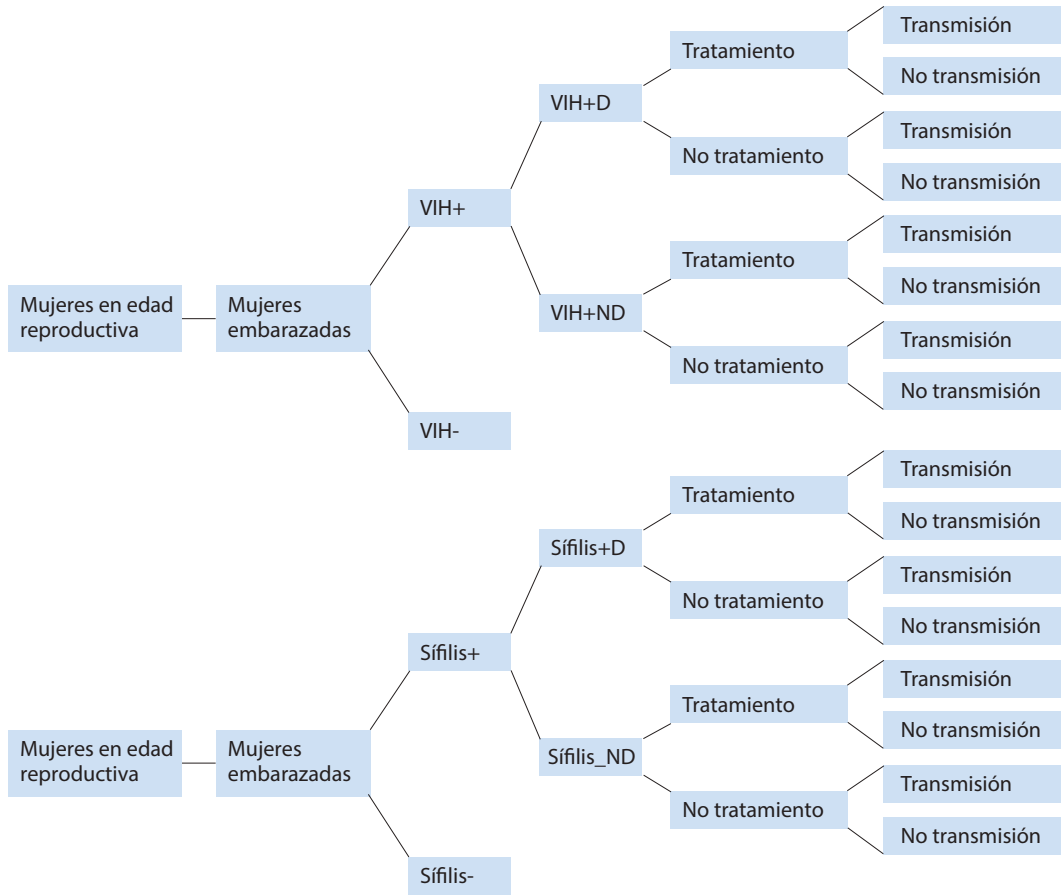 Transmisión
Tratamiento
No transmisión
VIH+D
Transmisión
No tratamiento
No transmisión
VIH+
Transmisión
Tratamiento
No transmisión
Mujeres en edad
reproductiva
Mujeres
embarazadas
VIH+ND
Transmisión
No tratamiento
No transmisión
VIH-
Transmisión
Tratamiento
No transmisión
Sífilis+D
Transmisión
No tratamiento
No transmisión
Sífilis+
Transmisión
Tratamiento
No transmisión
Mujeres en edad
reproductiva
Mujeres
embarazadas
Sífilis_ND
Transmisión
No tratamiento
No transmisión
Sífilis-